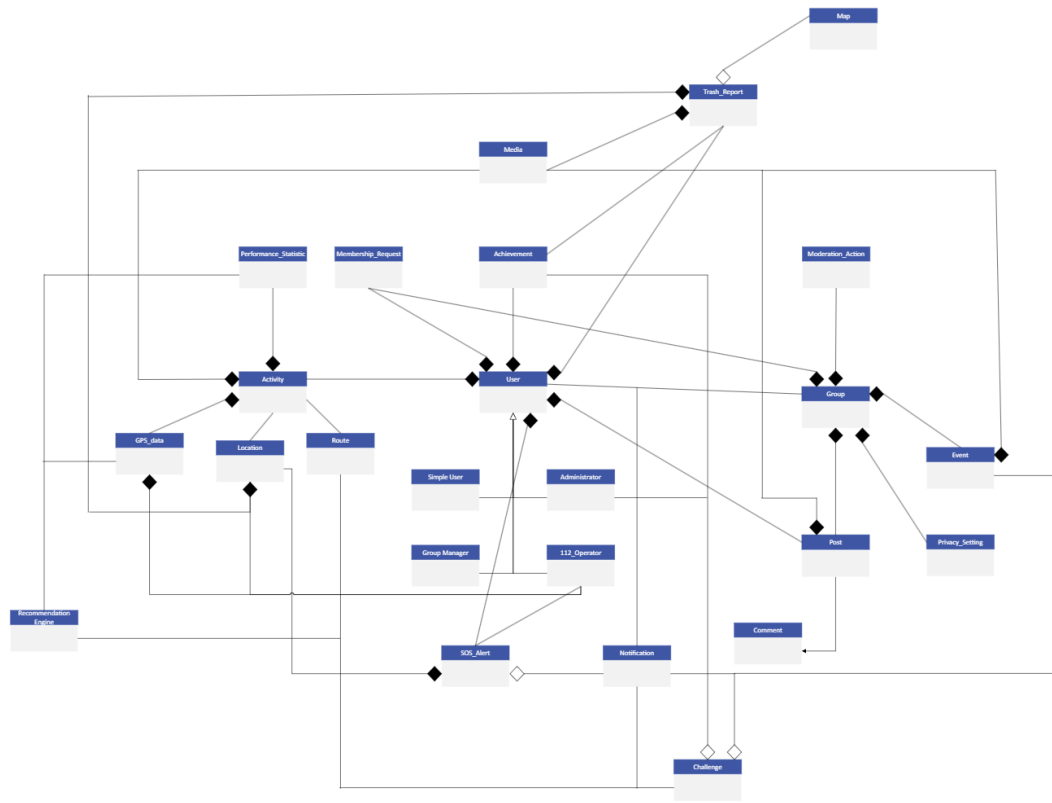 Map
Trash_Report
Media
Performance_Statistic
Membership_Request
Achievement
Moderation_Action
Activity
User
Group
GPS_data
Location
Route
Event
Simple User
Administrator
Group Manager
112_Operator
Post
Privacy_Setting
Recommendation
Engine
Comment
SOS_Alert
Notification
Challenge